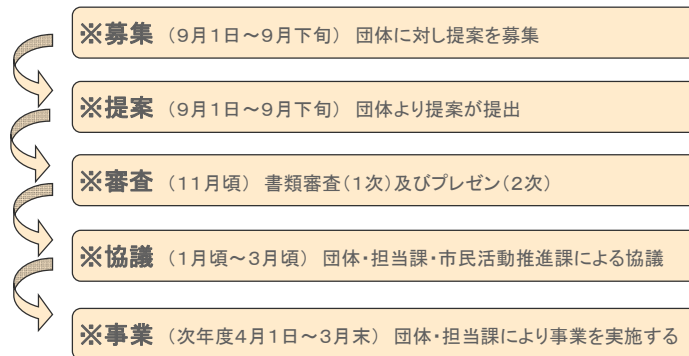 ※募集（９月１日～９月下旬） 団体に対し提案を募集
※提案（９月１日～９月下旬） 団体より提案が提出
※審査（１１月頃） 書類審査（１次）及びプレゼン（２次）
※協議（１月頃～３月頃） 団体・担当課・市民活動推進課による協議
※事業（次年度４月１日～３月末） 団体・担当課により事業を実施する